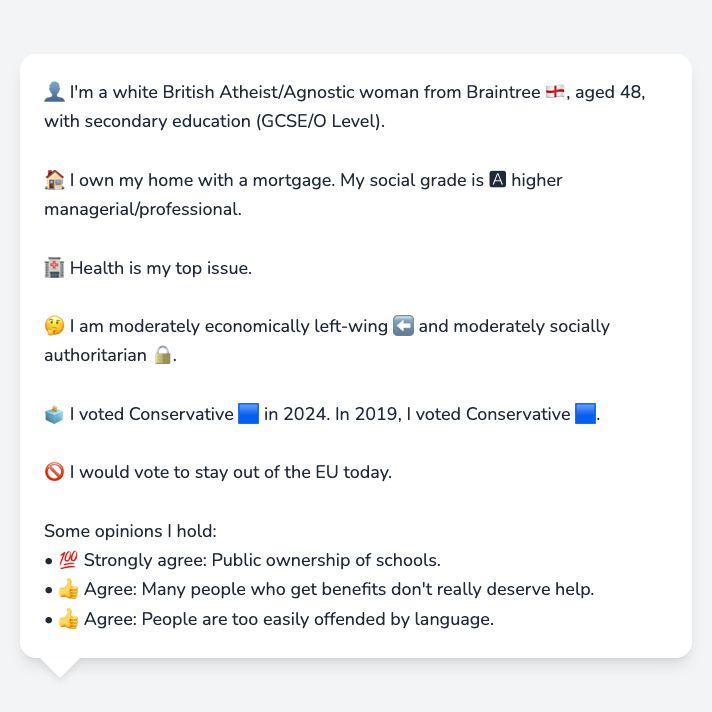 👤 I'm a white British Atheist/Agnostic woman from Braintree 🏴󠁧󠁢󠁥󠁮󠁧󠁿, aged 48,
with secondary education (GCSE/O Level).
🏠 I own my home with a mortgage. My social grade is 🅰 higher
managerial/professional.
🏥 Health is my top issue.
🤔 I am moderately economically left-wing ⬅️ and moderately socially
authoritarian 🔒.
🗳️ I voted Conservative 🟦 in 2024. In 2019, I voted Conservative 🟦.
🚫 I would vote to stay out of the EU today.
Some opinions I hold:
• 💯 Strongly agree: Public ownership of schools.
• 👍 Agree: Many people who get benefits don't really deserve help.
• 👍 Agree: People are too easily offended by language.